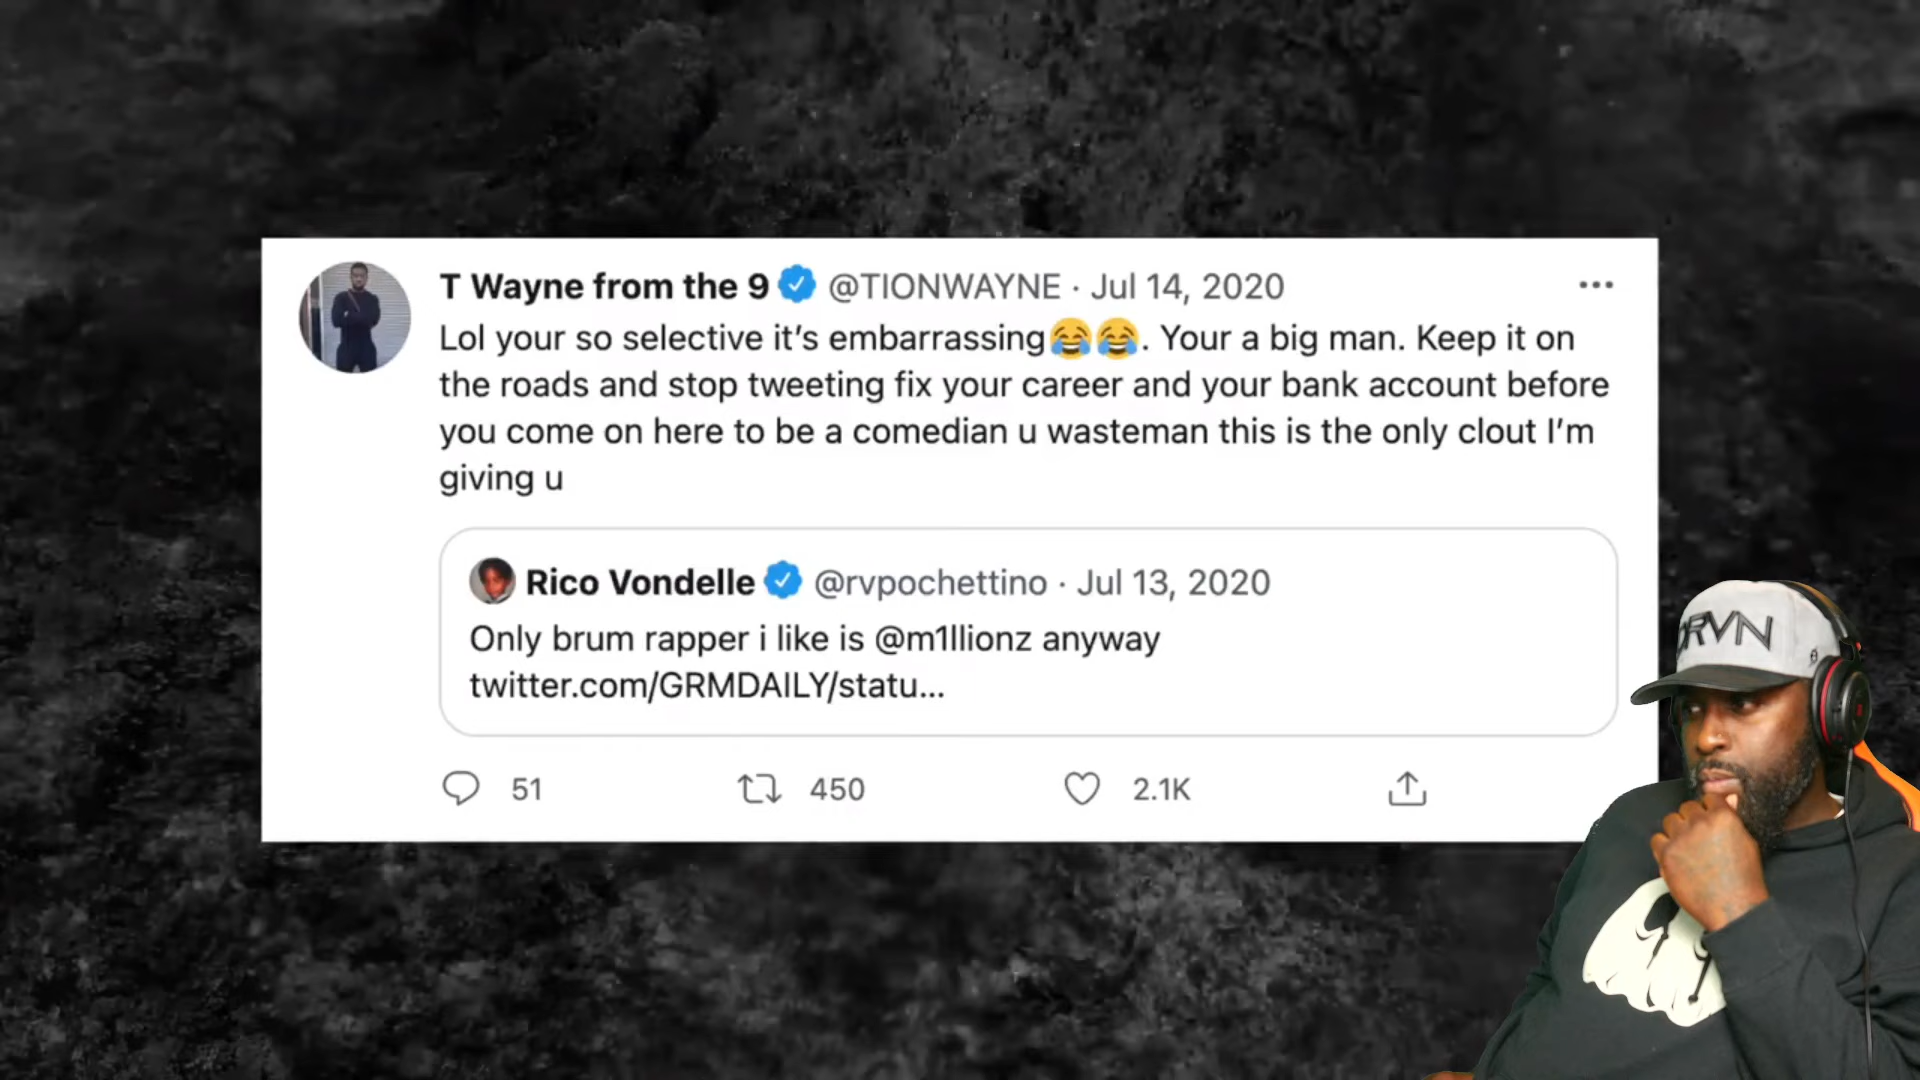 T Wayne from the 9 @TIONWAYNE · Jul 14, 2020
Lol your so selective it's embarrassing😂😂. Your a big man. Keep it on
the roads and stop tweeting fix your career and your bank account before
you come on here to be a comedian u wasteman this is the only clout I'm
giving u
Rico Vondelle @rvpochettino · Jul 13, 2020
Only brum rapper i like is @m1llionz anyway
twitter.com/GRMDAILY/statu...
51 450 2.1K
DRVN